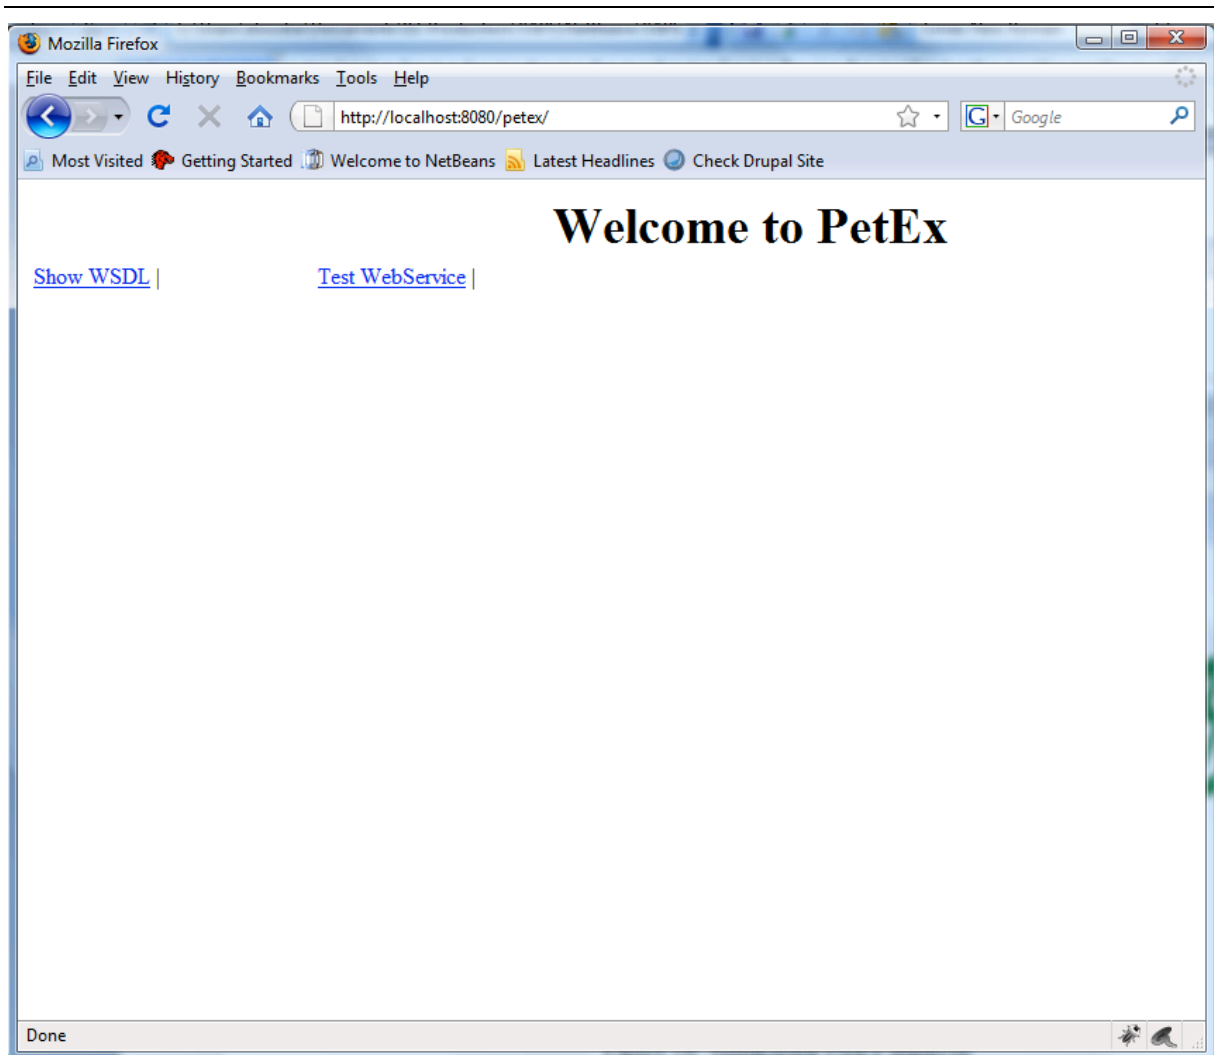 Mozilla Firefox
File Edit View History Bookmarks Tools Help
http://localhost:8080/petex/ G Google
Most Visited Getting Started Welcome to NetBeans Latest Headlines Check Drupal Site
Welcome to PetEx
Show WSDL | Test WebService |
Done